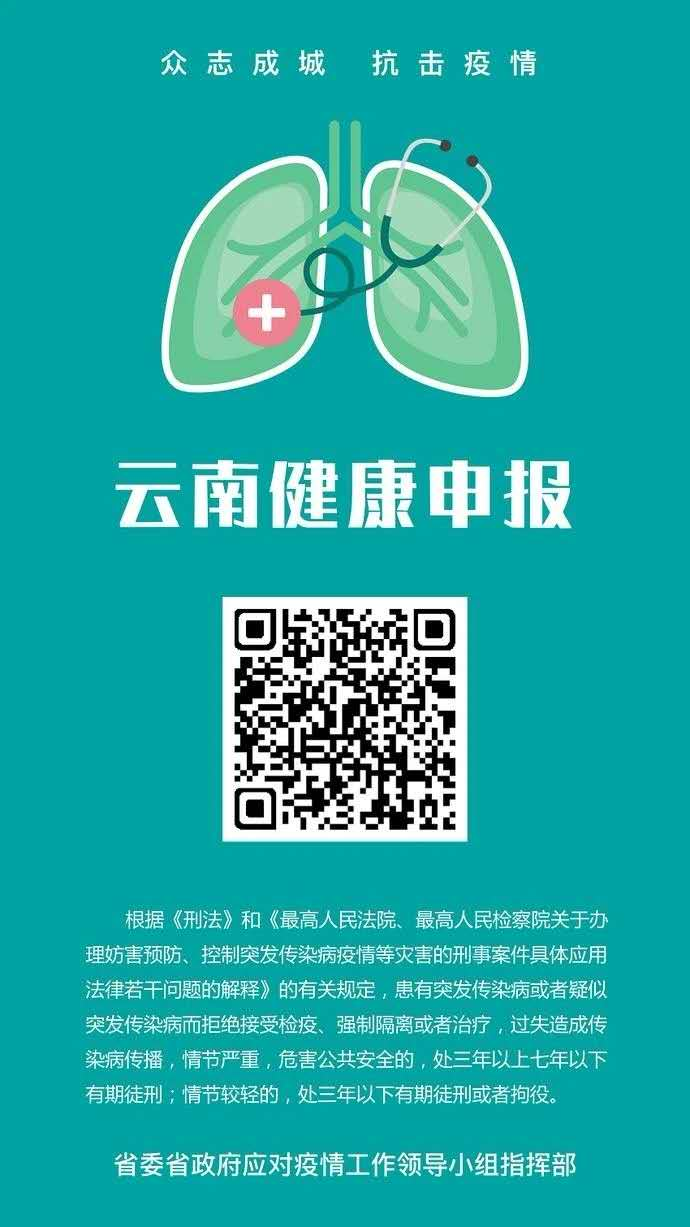 众志成城 抗击疫情
云南健康申报
根据《刑法》和《最高人民法院、最高人民检察院关于办
理妨害预防、控制突发传染病疫情等灾害的刑事案件具体应用
法律若干问题的解释》的有关规定，患有突发传染病或者疑似
突发传染病而拒绝接受检疫、强制隔离或者治疗，过失造成传
染病传播，情节严重，危害公共安全的，处三年以上七年以下
有期徒刑；情节较轻的，处三年以下有期徒刑或者拘役。
省委省政府应对疫情工作领导小组指挥部